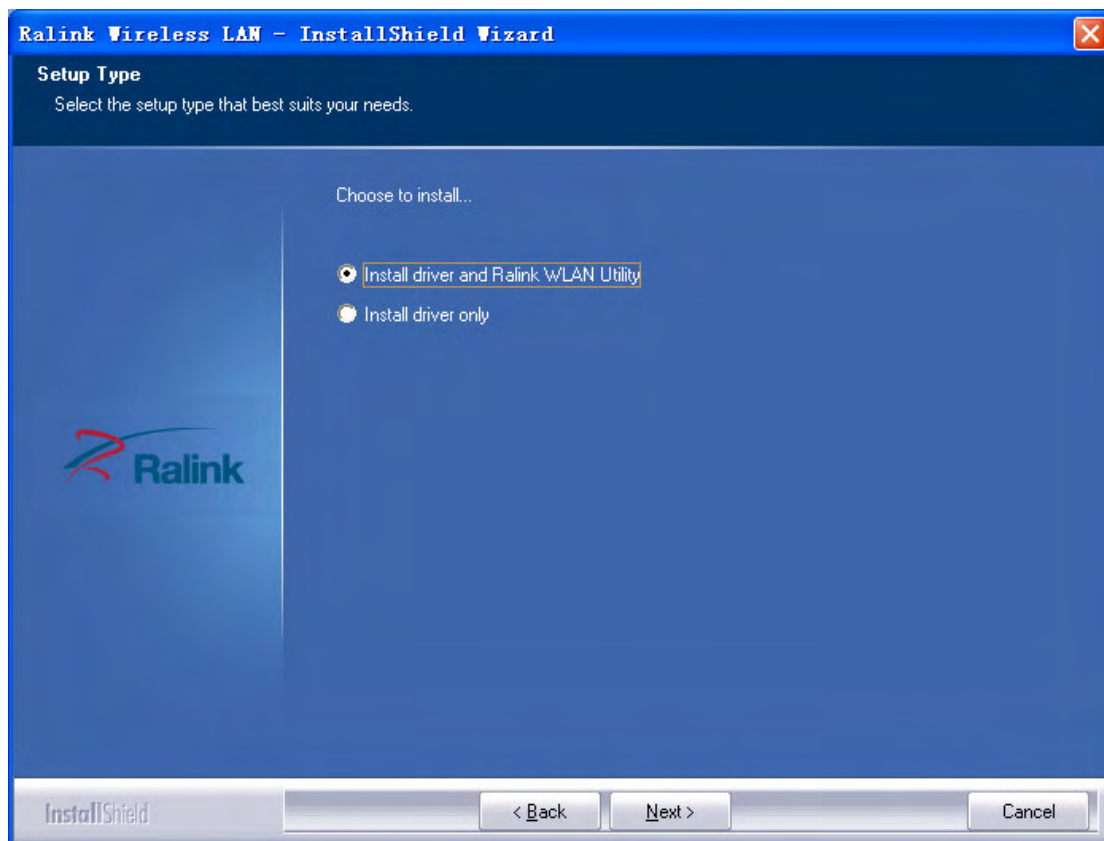 Ralink Wireless LAN - InstallShield Wizard
Setup Type
Select the setup type that best suits your needs.
Choose to install...
Install driver and Ralink WLAN Utility
Install driver only
Ralink
InstallShield
< Back
Next >
Cancel